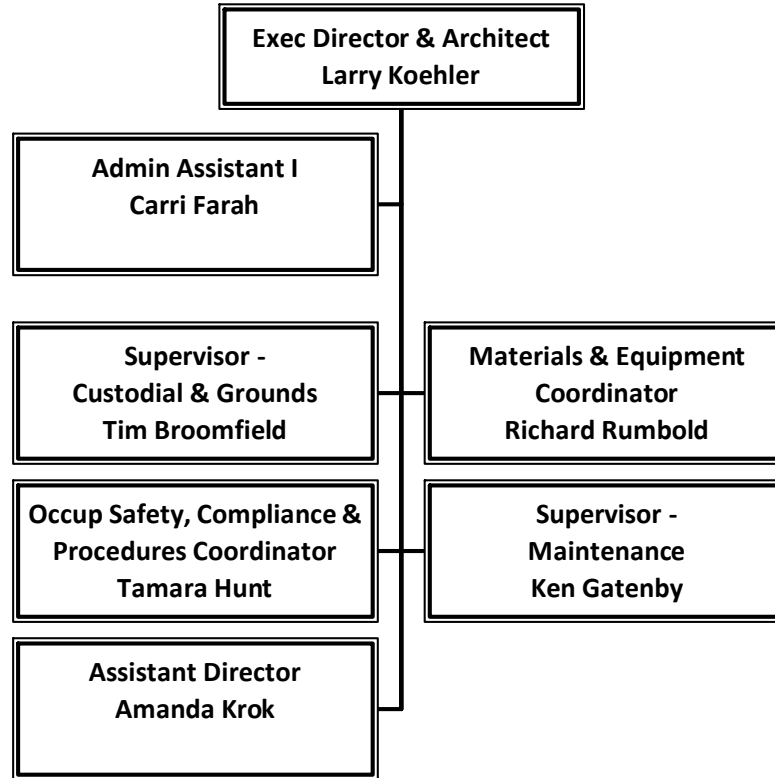 Exec Director & Architect
Larry Koehler
Admin Assistant I
Carri Farah
Supervisor -
Custodial & Grounds
Tim Broomfield
Materials & Equipment
Coordinator
Richard Rumbold
Occup Safety, Compliance &
Procedures Coordinator
Tamara Hunt
Supervisor -
Maintenance
Ken Gatenby
Assistant Director
Amanda Krok